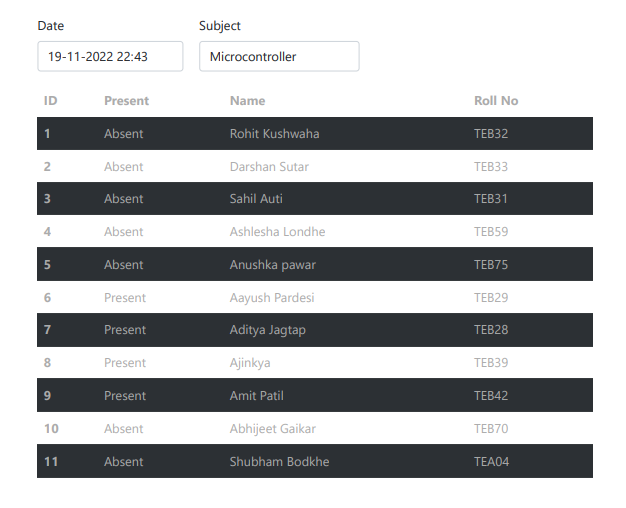 Date Subject
19-11-2022 22:43 Microcontroller
ID Present Name Roll No
1 Absent Rohit Kushwaha TEB32
2 Absent Darshan Sutar TEB33
3 Absent Sahil Auti TEB31
4 Absent Ashlesha Londhe TEB59
5 Absent Anushka pawar TEB75
6 Present Aayush Pardesi TEB29
7 Present Aditya Jagtap TEB28
8 Present Ajinkya TEB39
9 Present Amit Patil TEB42
10 Absent Abhijeet Gaikar TEB70
11 Absent Shubham Bodkhe TEA04